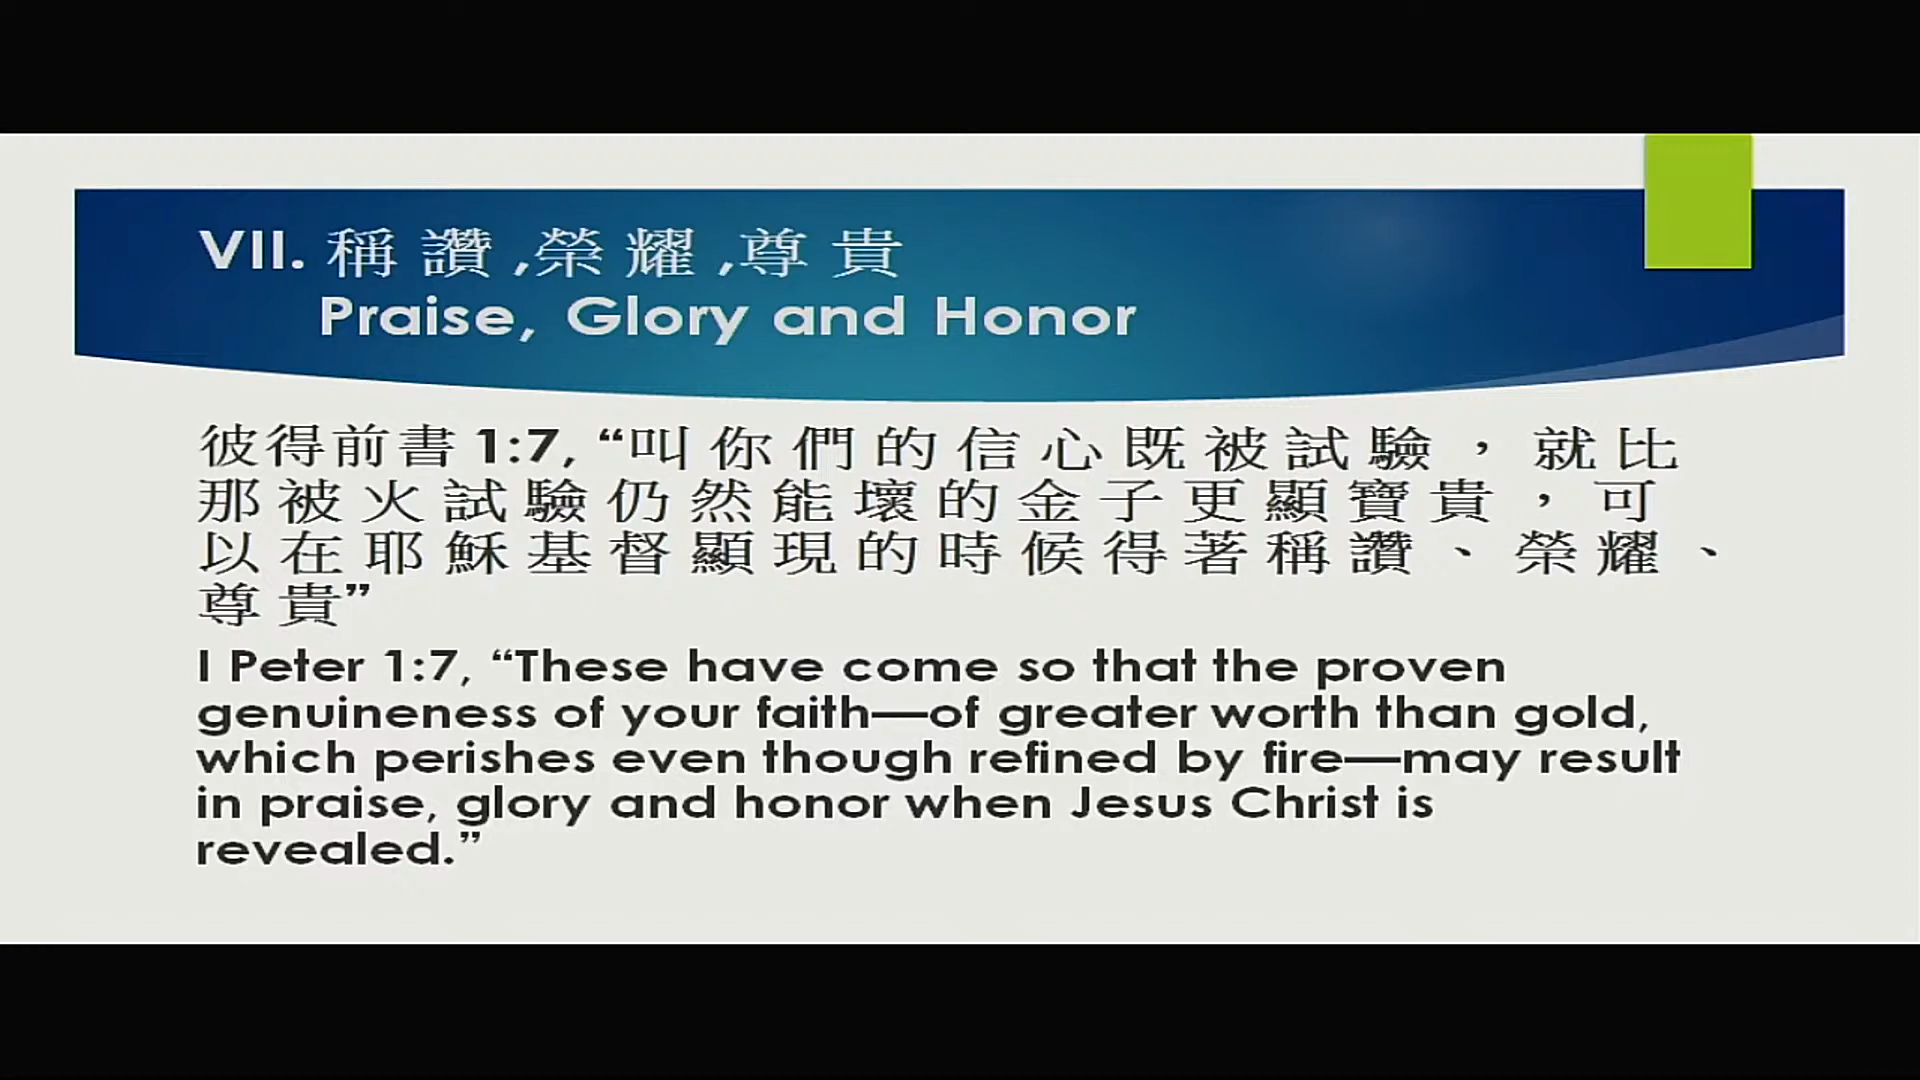 VII. 稱讚,榮耀,尊貴
Praise, Glory and Honor
彼得前書 1:7, “叫你們的信心既被試驗，就比
那被火試驗仍然能壞的金子更顯寶貴，可
以在耶穌基督顯現的時候得著稱讚、榮耀、
尊貴”
I Peter 1:7, “These have come so that the proven
genuineness of your faith—of greater worth than gold,
which perishes even though refined by fire—may result
in praise, glory and honor when Jesus Christ is
revealed.”